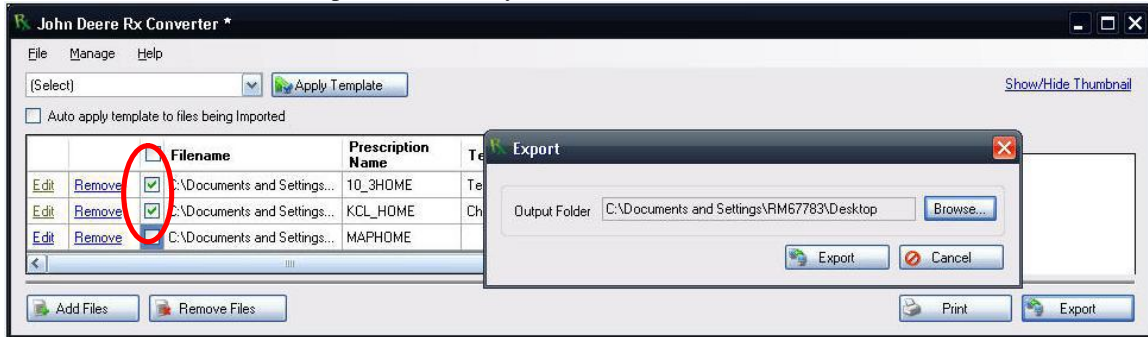 John Deere Rx Converter *
File Manage Help
(Select) Apply Template Show/Hide Thumbnail
Auto apply template to files being Imported
Filename Prescription Name Te
Edit Remove C:\Documents and Settings... 10_3HOME Te
Edit Remove C:\Documents and Settings... KCL_HOME Ch
Edit Remove C:\Documents and Settings... MAPHOME
Export
Output Folder C:\Documents and Settings\RM67783\Desktop Browse...
Export Cancel
Add Files Remove Files Print Export